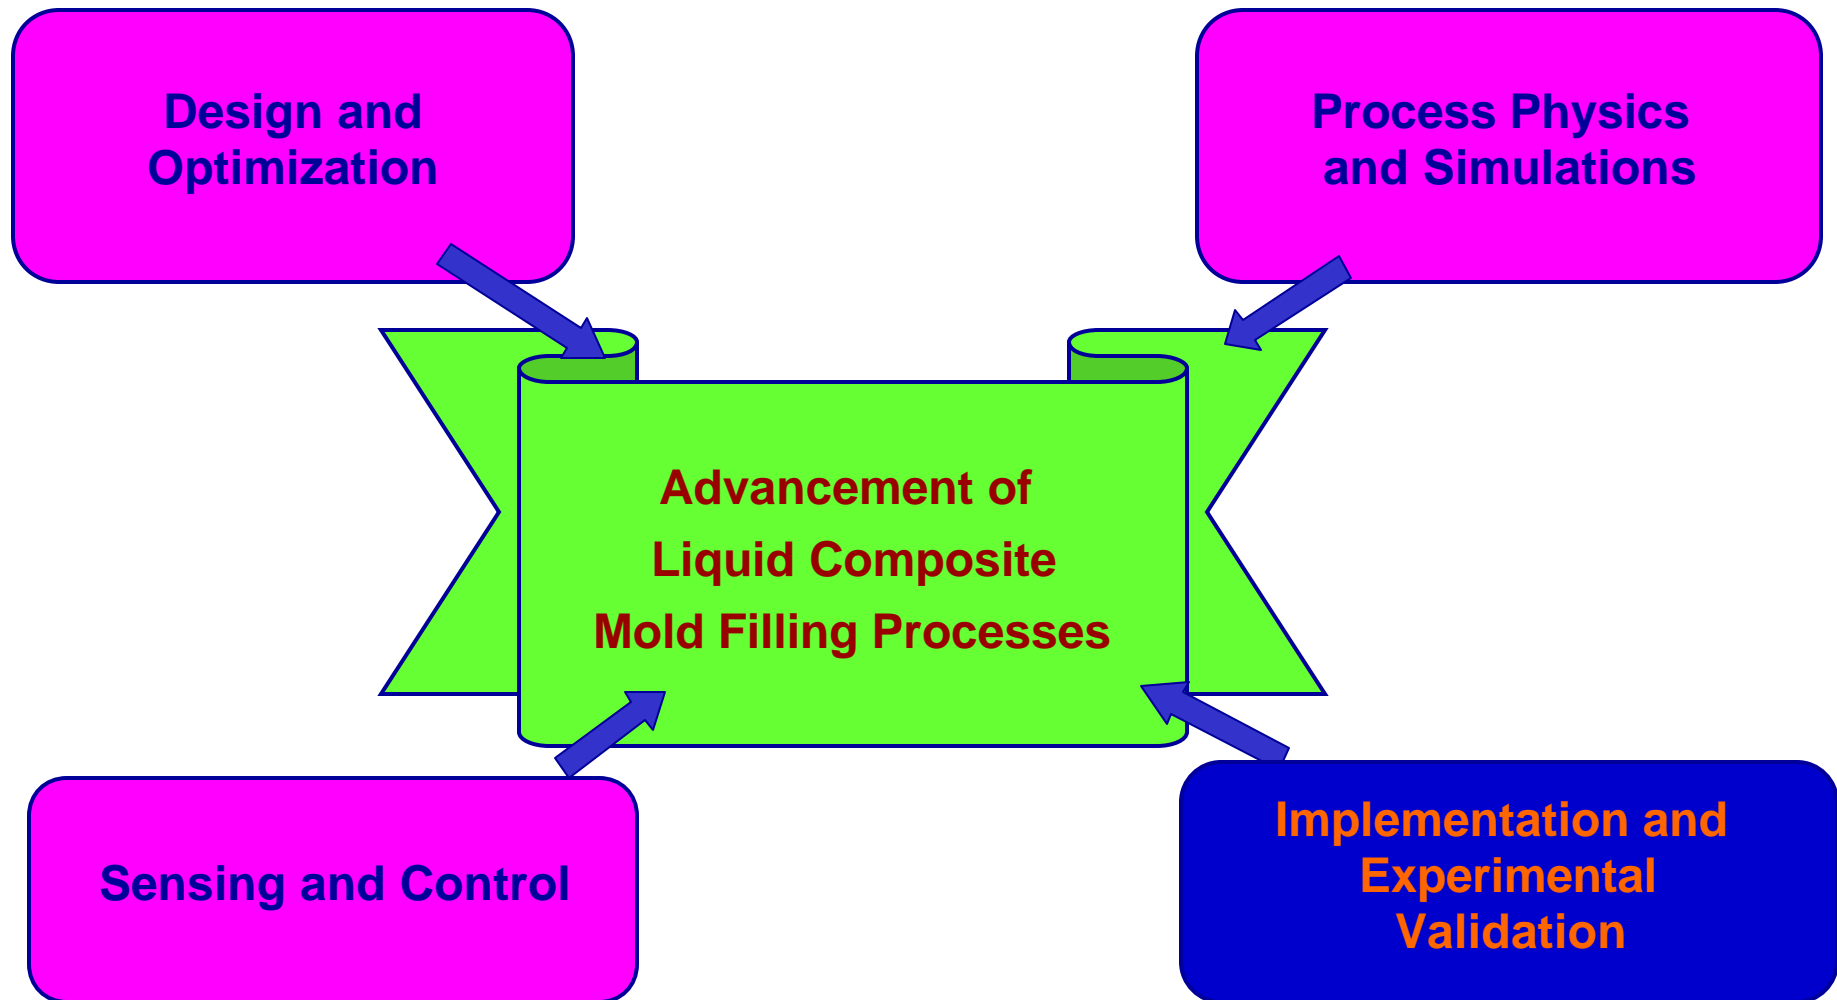 Design and
Optimization
Process Physics
and Simulations
Advancement of
Liquid Composite
Mold Filling Processes
Sensing and Control
Implementation and
Experimental
Validation